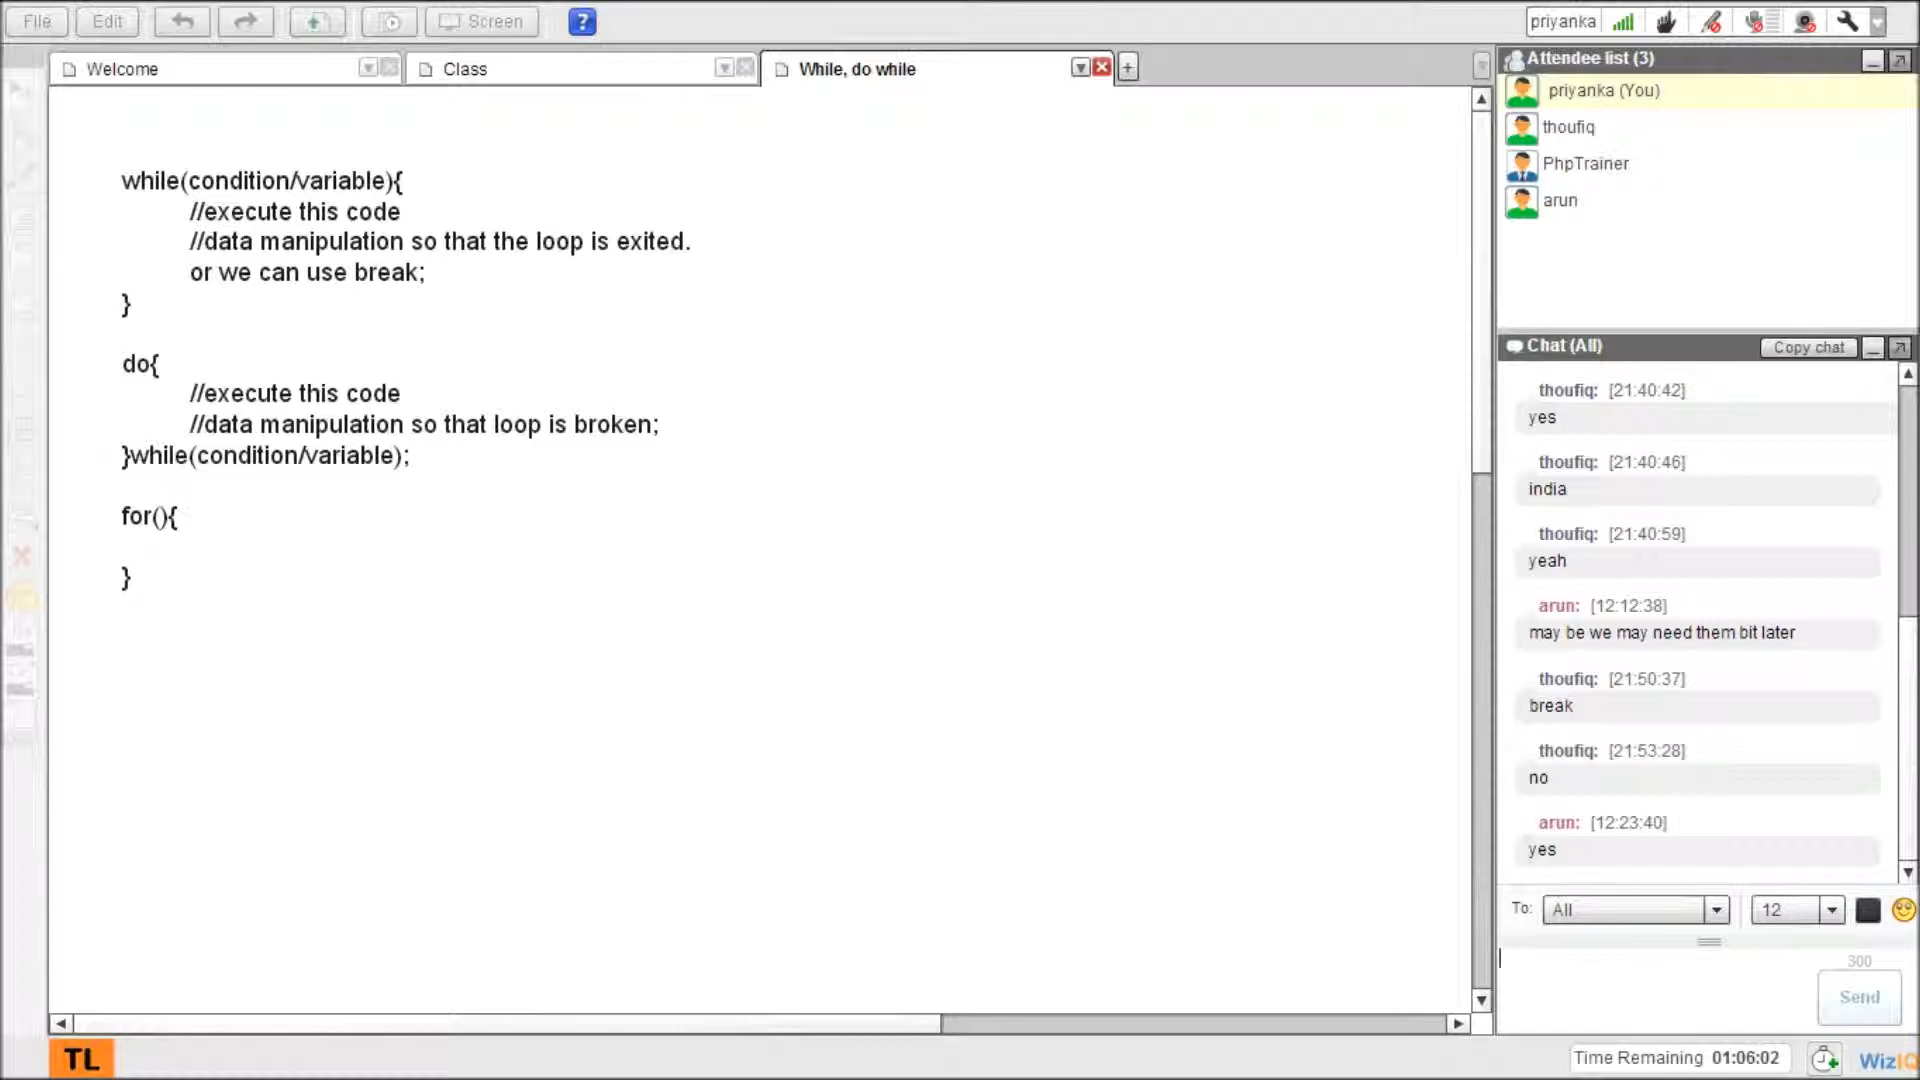 File Edit Screen ? priyanka
Welcome Class While, do while +
while(condition/variable){
//execute this code
//data manipulation so that the loop is exited.
or we can use break;
}
do{
//execute this code
//data manipulation so that loop is broken;
}while(condition/variable);
for(){
}
Attendee list (3)
priyanka (You)
thoufiq
PhpTrainer
arun
Chat (All) Copy chat
thoufiq: [21:40:42]
yes
thoufiq: [21:40:46]
india
thoufiq: [21:40:59]
yeah
arun: [12:12:38]
may be we may need them bit later
thoufiq: [21:50:37]
break
thoufiq: [21:53:28]
no
arun: [12:23:40]
yes
To: All 12
300
Send
TL
Time Remaining 01:06:02
WizIQ